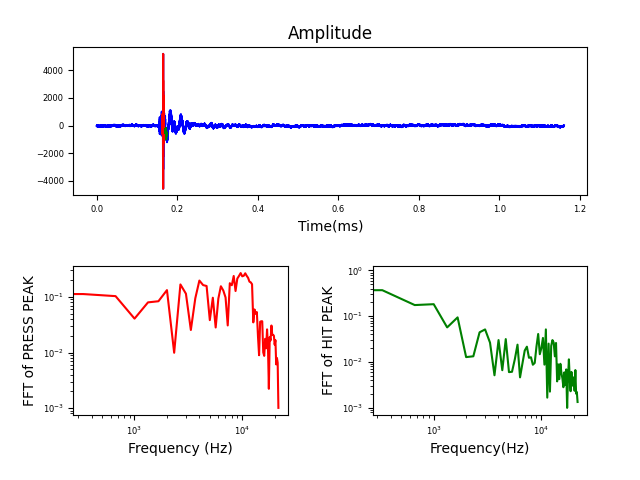 Amplitude
4000
2000
0
−2000
−4000
0.0 0.2 0.4 0.6 0.8 1.0 1.2
Time(ms)
FFT of PRESS PEAK
10⁻¹
10⁻²
10⁻³
10³ 10⁴
Frequency (Hz)
FFT of HIT PEAK
10⁰
10⁻¹
10⁻²
10⁻³
10³ 10⁴
Frequency(Hz)